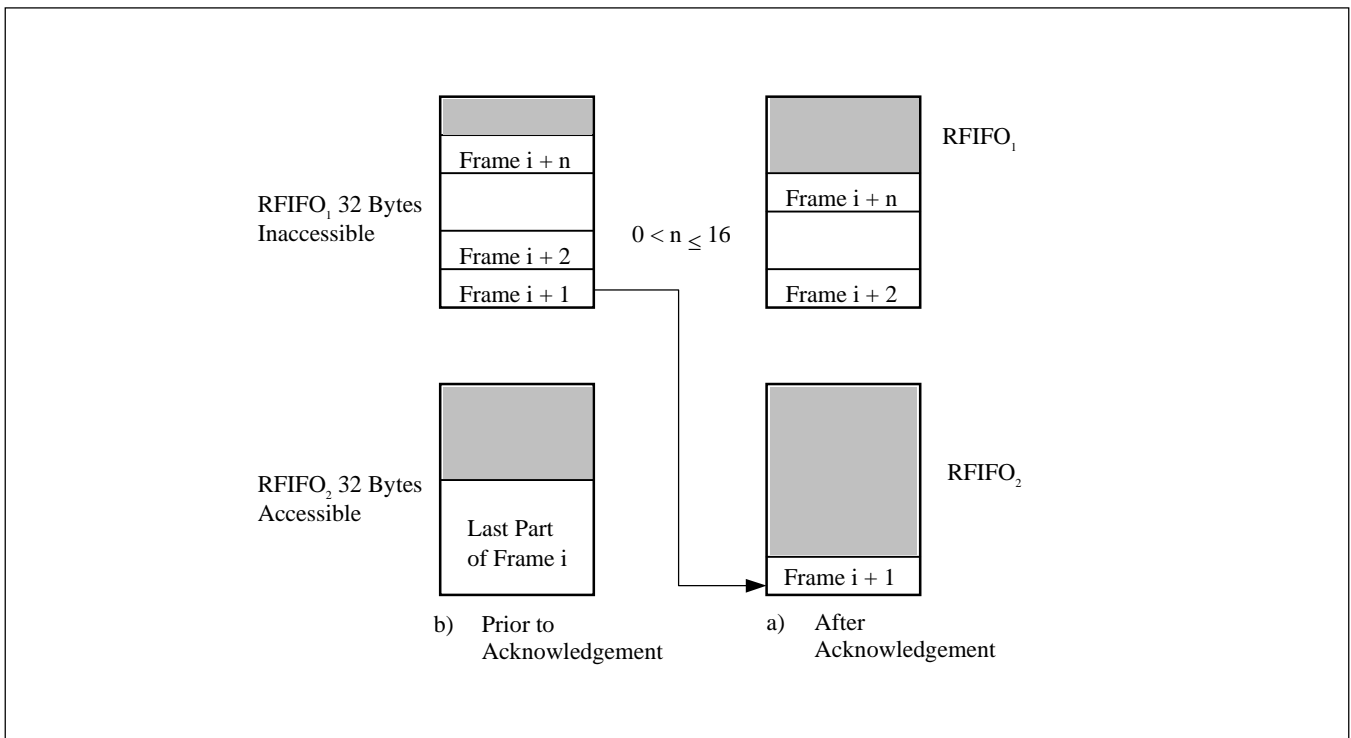 Frame i + n
RFIFO₁ 32 Bytes
Inaccessible
Frame i + 2
Frame i + 1
0 < n ≤ 16
RFIFO₁
Frame i + n
Frame i + 2
RFIFO₂ 32 Bytes
Accessible
Last Part
of Frame i
RFIFO₂
Frame i + 1
b) Prior to
Acknowledgement
a) After
Acknowledgement